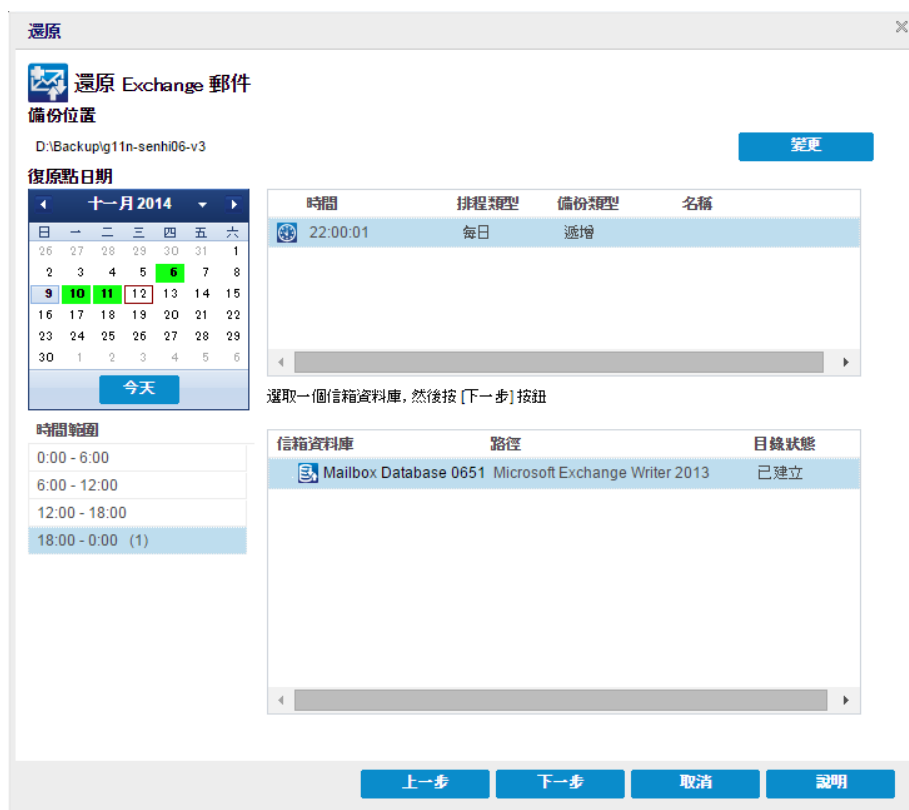 還原
還原 Exchange 郵件
備份位置
D:\Backup\g11n-senhi06-v3
變更
復原點日期
十一月 2014
日 一 二 三 四 五 六
26 27 28 29 30 31 1
2 3 4 5 6 7 8
9 10 11 12 13 14 15
16 17 18 19 20 21 22
23 24 25 26 27 28 29
30 1 2 3 4 5 6
今天
時間 排程類型 備份類型 名稱
22:00:01 每日 遞增
選取一個信箱資料庫, 然後按 [下一步] 按鈕
時間範圍
0:00 - 6:00
6:00 - 12:00
12:00 - 18:00
18:00 - 0:00 (1)
信箱資料庫 路徑 目錄狀態
Mailbox Database 0651 Microsoft Exchange Writer 2013 已建立
上一步 下一步 取消 說明